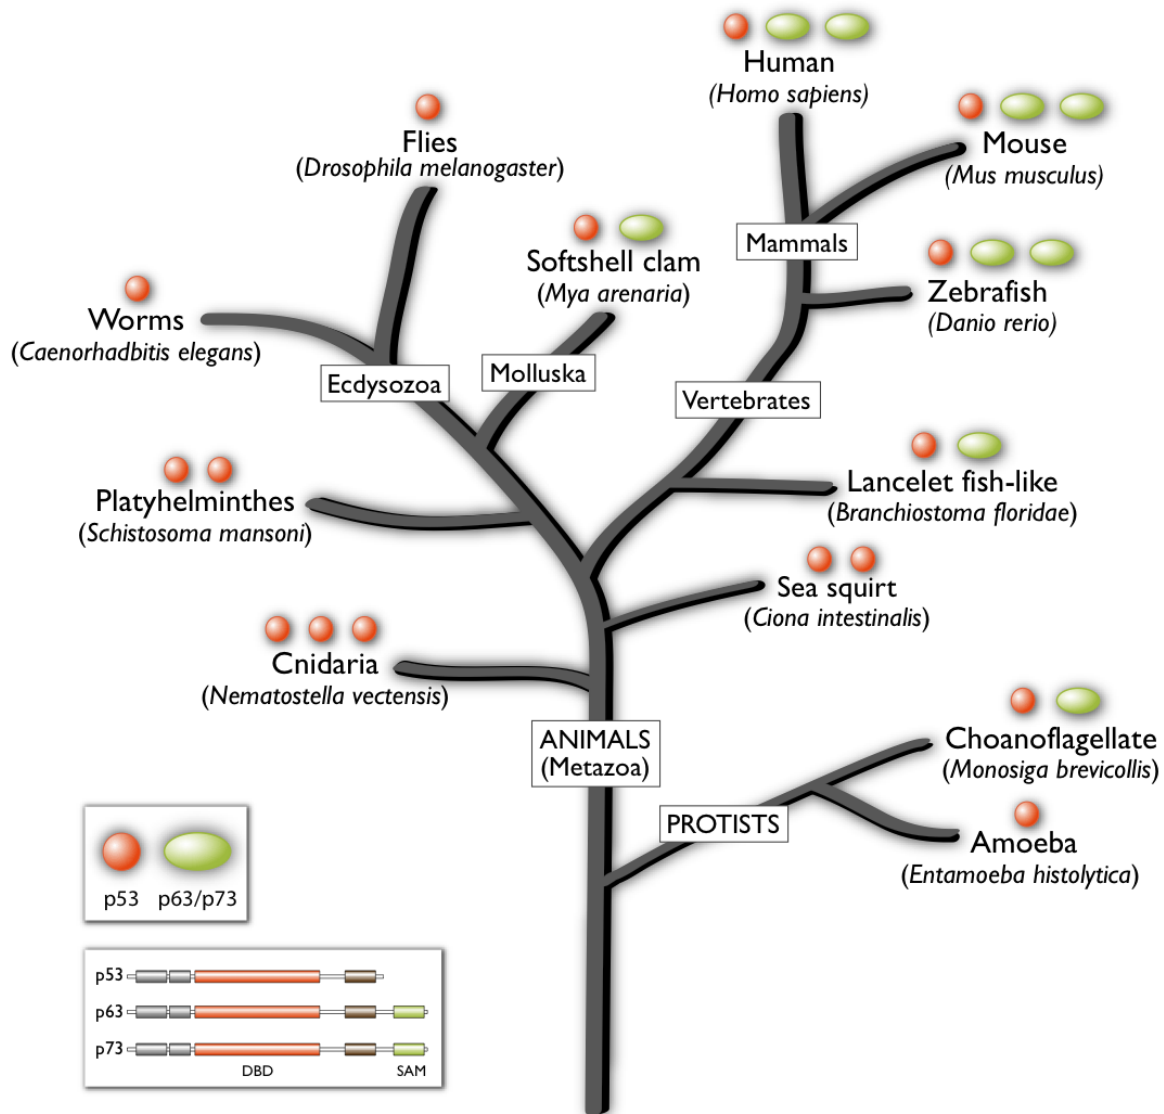 Human
(Homo sapiens)
Flies
(Drosophila melanogaster)
Mouse
(Mus musculus)
Mammals
Softshell clam
(Mya arenaria)
Zebrafish
(Danio rerio)
Worms
(Caenorhadbitis elegans)
Ecdysozoa
Molluska
Vertebrates
Platyhelminthes
(Schistosoma mansoni)
Lancelet fish-like
(Branchiostoma floridae)
Sea squirt
(Ciona intestinalis)
Cnidaria
(Nematostella vectensis)
ANIMALS
(Metazoa)
Choanoflagellate
(Monosiga brevicollis)
PROTISTS
Amoeba
(Entamoeba histolytica)
p53 p63/p73
p53
p63
p73
DBD SAM